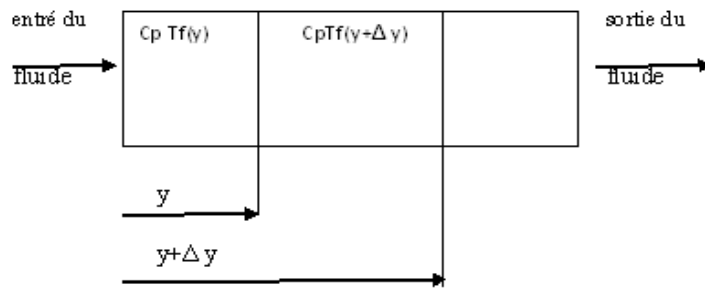 entré du
fluide
Cp Tf(y)
CpTf(y+Δ y)
sortie du
fluide
y
y+Δ y